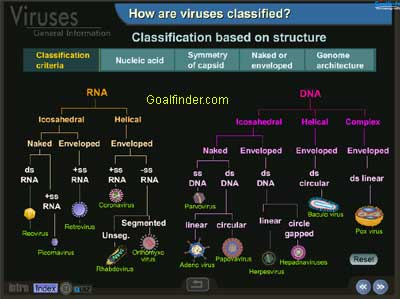 Viruses
General Information
How are viruses classified?
Classification based on structure
Classification criteria
Nucleic acid
Symmetry of capsid
Naked or enveloped
Genome architecture
RNA
Goalfinder.com
DNA
Icosahedral
Helical
Icosahedral
Helical
Complex
Naked
Enveloped
Enveloped
Naked
Enveloped
Enveloped
Enveloped
ds RNA
+ss RNA
+ss RNA
+ss RNA
-ss RNA
ss DNA
ds DNA
ds DNA
ds circular
ds linear
Reovirus
Picornavirus
Retrovirus
Coronavirus
Unseg.
Segmented
Rhabdovirus
Orthomyxo virus
Parvovirus
linear
circular
linear
circle gapped
Baculo virus
Pox virus
Adeno virus
Papovavirus
Herpesvirus
Hepadnaviruses
Reset
Intro
Index